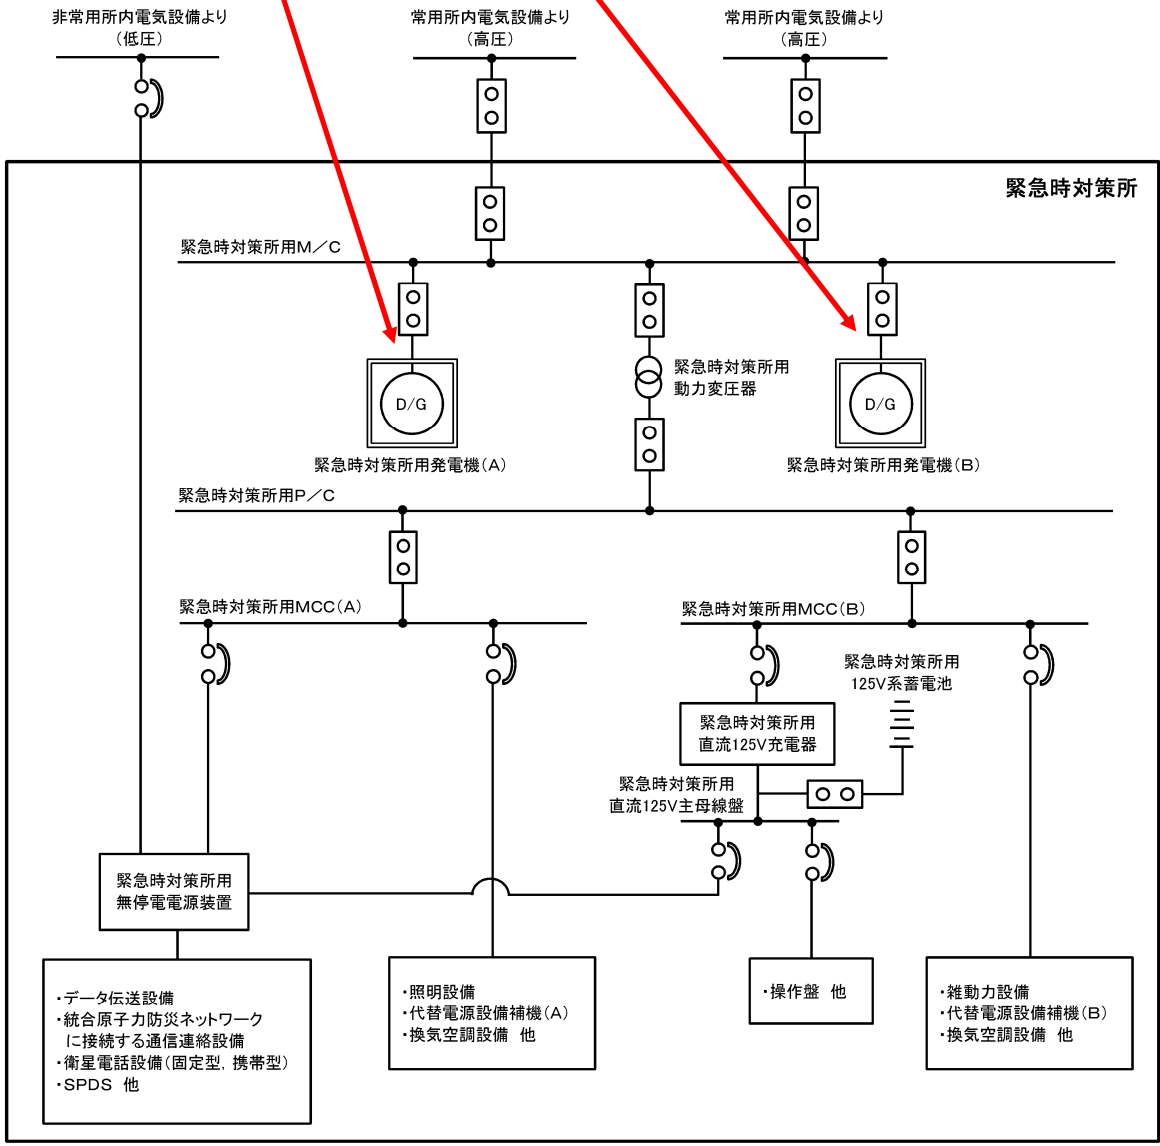 非常用所内電気設備より
(低圧)
常用所内電気設備より
(高圧)
常用所内電気設備より
(高圧)
緊急時対策所
緊急時対策所用M／C
緊急時対策所用
動力変圧器
D/G
D/G
緊急時対策所用発電機(A)
緊急時対策所用発電機(B)
緊急時対策所用P／C
緊急時対策所用MCC(A)
緊急時対策所用MCC(B)
緊急時対策所用
125V系蓄電池
緊急時対策所用
直流125V充電器
緊急時対策所用
直流125V主母線盤
緊急時対策所用
無停電電源装置
・データ伝送設備
・統合原子力防災ネットワーク
に接続する通信連絡設備
・衛星電話設備(固定型, 携帯型)
・SPDS 他
・照明設備
・代替電源設備補機(A)
・換気空調設備 他
・操作盤 他
・雑動力設備
・代替電源設備補機(B)
・換気空調設備 他